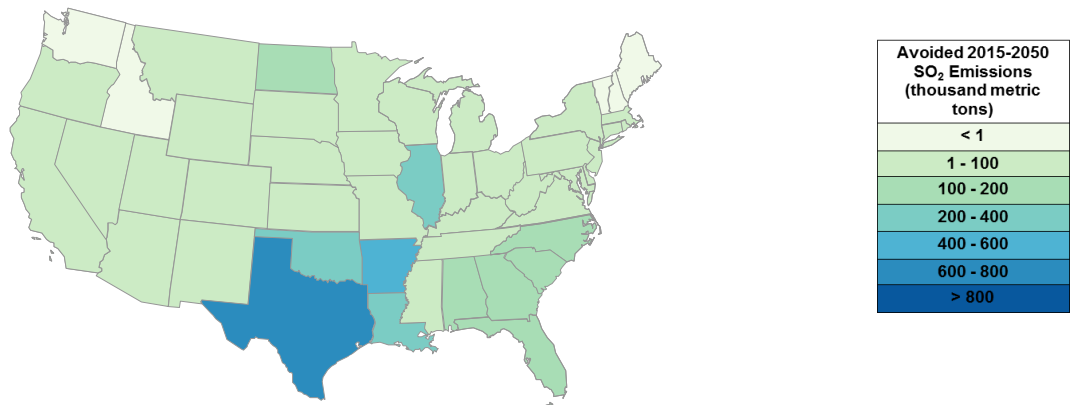 Avoided 2015-2050
SO₂ Emissions
(thousand metric
tons)
< 1
1 - 100
100 - 200
200 - 400
400 - 600
600 - 800
> 800